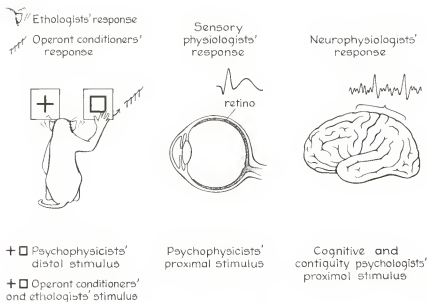 Ethologists' response
Operant conditioners'
response
Sensory
physiologists'
response
Neurophysiologists'
response
retina
+ □ Psychophysicists'
distal stimulus
+ □ Operant conditioners'
and ethologists' stimulus
Psychophysicists'
proximal stimulus
Cognitive and
contiguity psychologists'
proximal stimulus